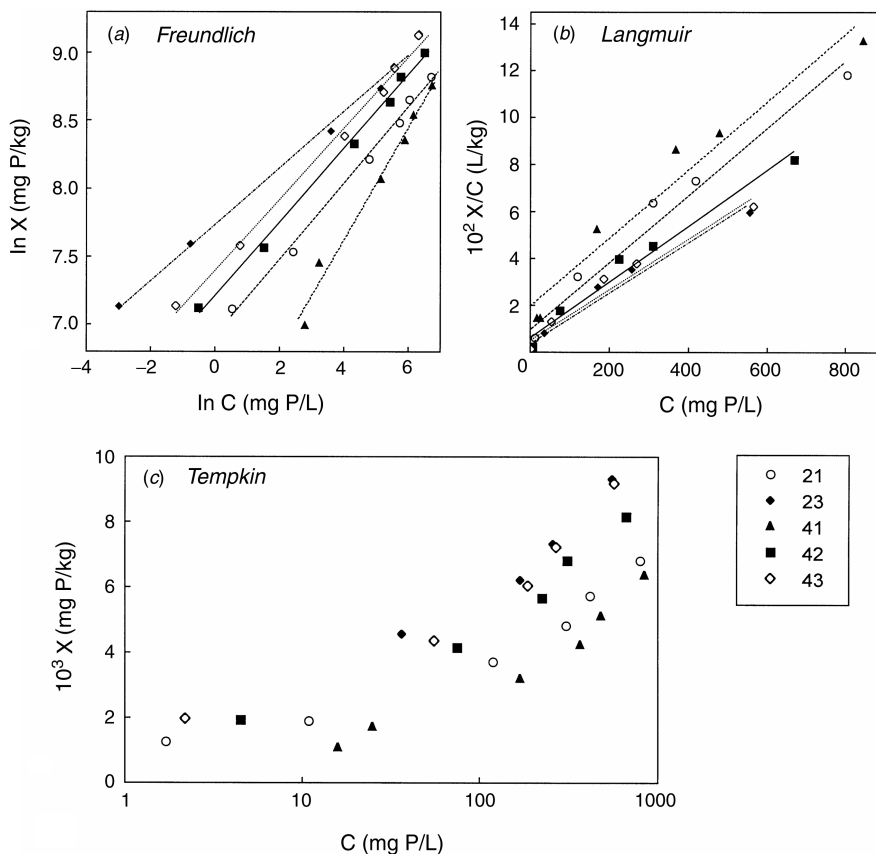 (a) Freundlich
ln X (mg P/kg)
9.0
8.5
8.0
7.5
7.0
−4 −2 0 2 4 6
ln C (mg P/L)
(b) Langmuir
10² X/C (L/kg)
14
12
10
8
6
4
2
0 200 400 600 800
C (mg P/L)
(c) Tempkin
10³ X (mg P/kg)
10
8
6
4
2
0
1 10 100 1000
C (mg P/L)
21
23
41
42
43